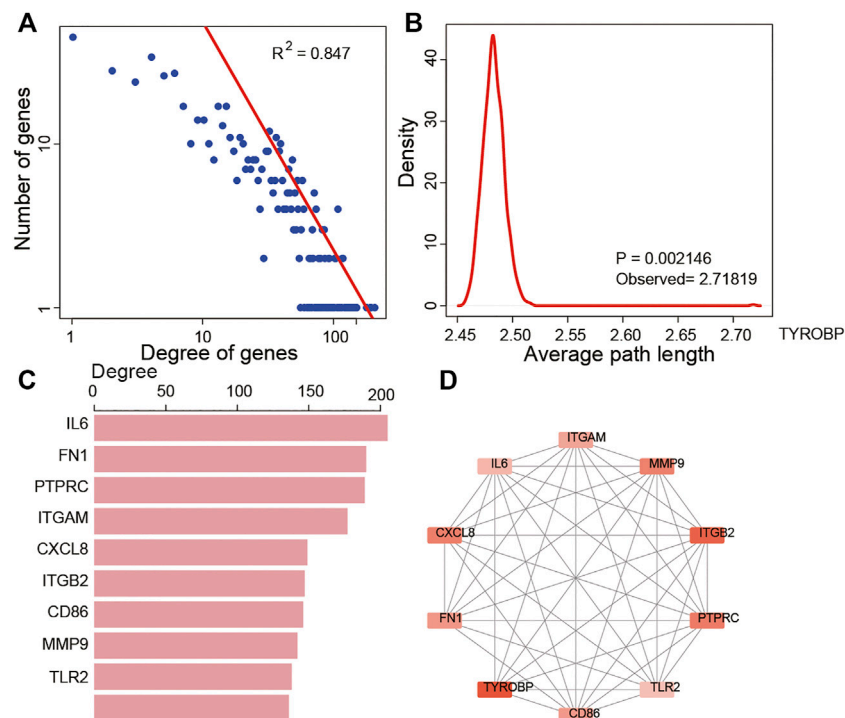 A
R² = 0.847
Number of genes
10
1
1
10
100
Degree of genes
B
Density
40
30
20
10
0
P = 0.002146
Observed= 2.71819
2.45
2.50
2.55
2.60
2.65
2.70
Average path length
TYROBP
C
Degree
0
50
100
150
200
IL6
FN1
PTPRC
ITGAM
CXCL8
ITGB2
CD86
MMP9
TLR2
D
ITGAM
IL6
MMP9
CXCL8
ITGB2
FN1
PTPRC
TYROBP
TLR2
CD86